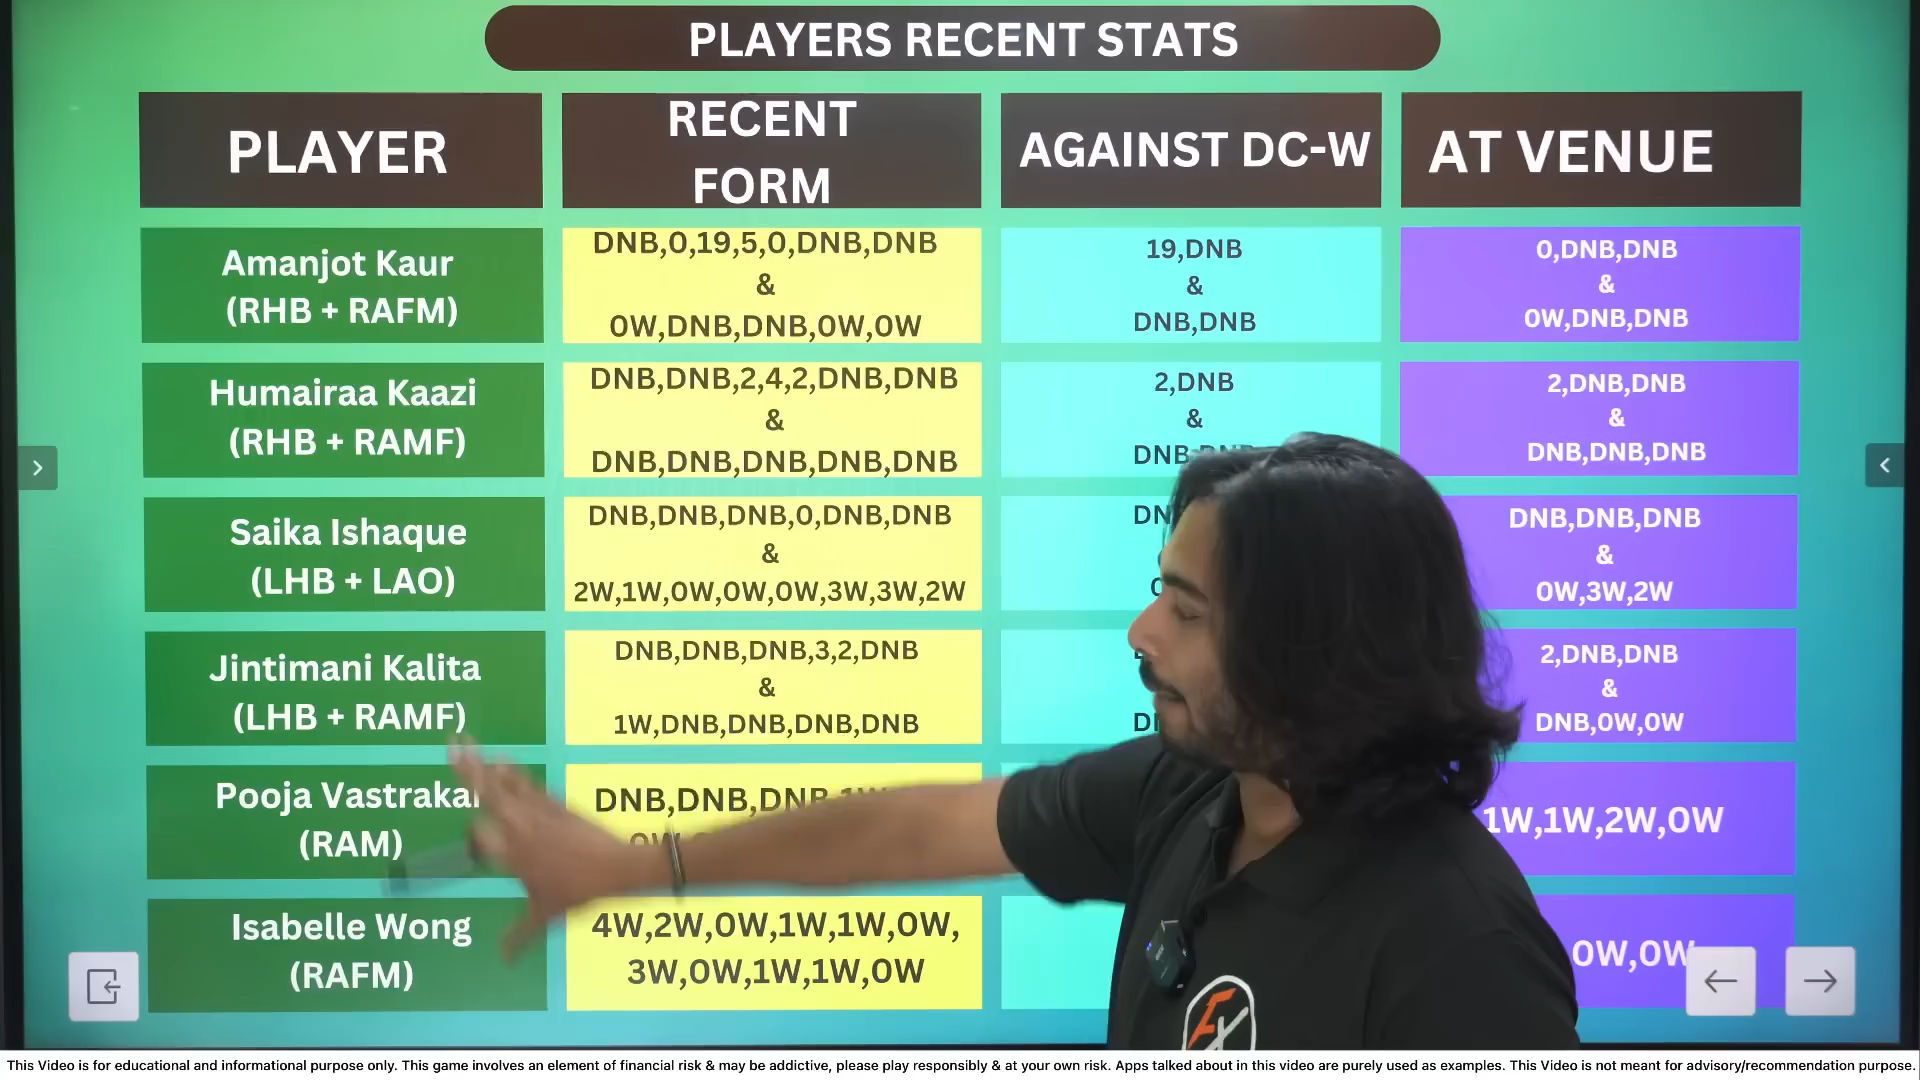 PLAYERS RECENT STATS
PLAYER
RECENT
FORM
AGAINST DC-W
AT VENUE
Amanjot Kaur
(RHB + RAFM)
DNB,0,19,5,0,DNB,DNB
&
0W,DNB,DNB,0W,0W
19,DNB
&
DNB,DNB
0,DNB,DNB
&
0W,DNB,DNB
Humairaa Kaazi
(RHB + RAMF)
DNB,DNB,2,4,2,DNB,DNB
&
DNB,DNB,DNB,DNB,DNB
2,DNB
&
2,DNB,DNB
&
DNB,DNB,DNB
Saika Ishaque
(LHB + LAO)
DNB,DNB,DNB,0,DNB,DNB
&
2W,1W,0W,0W,0W,3W,3W,2W
DNB,DNB,DNB
&
0W,3W,2W
Jintimani Kalita
(LHB + RAMF)
DNB,DNB,DNB,3,2,DNB
&
1W,DNB,DNB,DNB,DNB
2,DNB,DNB
&
DNB,0W,0W
Pooja Vastrakar
(RAM)
DNB,DNB,DNB
1W,1W,2W,0W
Isabelle Wong
(RAFM)
4W,2W,0W,1W,1W,0W,
3W,0W,1W,1W,0W
0W,0W
This Video is for educational and informational purpose only. This game involves an element of financial risk & may be addictive, please play responsibly & at your own risk. Apps talked about in this video are purely used as examples. This Video is not meant for advisory/recommendation purpose.